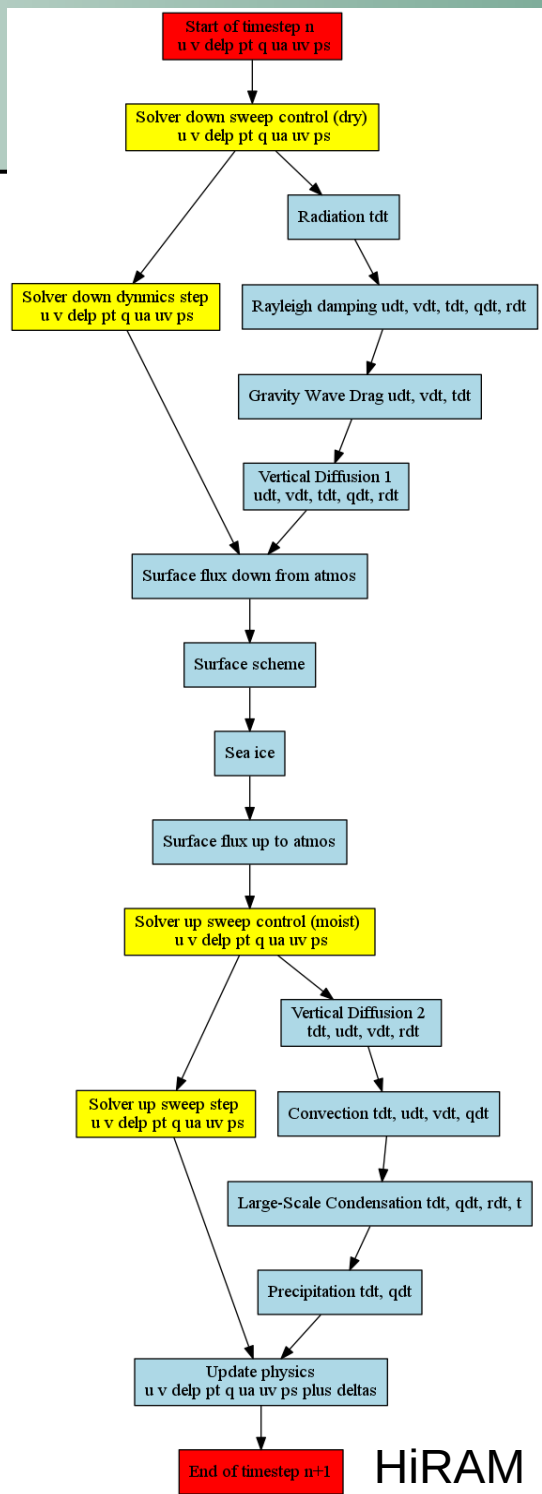 Start of timestep n
u v delp pt q ua uv ps
Solver down sweep control (dry)
u v delp pt q ua uv ps
Radiation tdt
Solver down dynmics step
u v delp pt q ua uv ps
Rayleigh damping udt, vdt, tdt, qdt, rdt
Gravity Wave Drag udt, vdt, tdt
Vertical Diffusion 1
udt, vdt, tdt, qdt, rdt
Surface flux down from atmos
Surface scheme
Sea ice
Surface flux up to atmos
Solver up sweep control (moist)
u v delp pt q ua uv ps
Vertical Diffusion 2
tdt, udt, vdt, rdt
Solver up sweep step
u v delp pt q ua uv ps
Convection tdt, udt, vdt, qdt
Large-Scale Condensation tdt, qdt, rdt, t
Precipitation tdt, qdt
Update physics
u v delp pt q ua uv ps plus deltas
End of timestep n+1
HiRAM